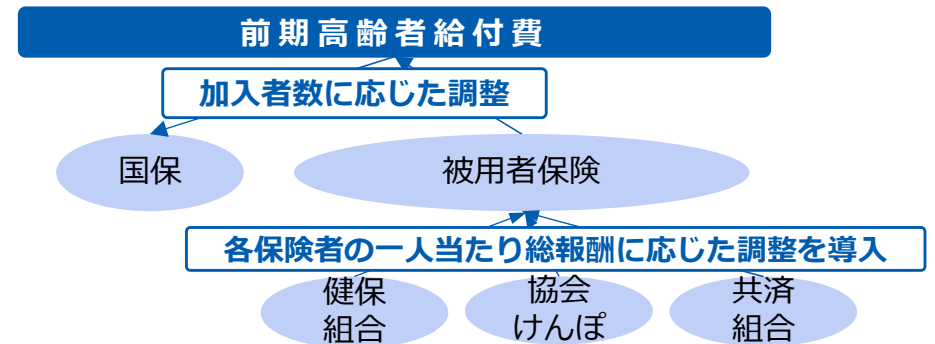 前期高齢者給付費
加入者数に応じた調整
国保
被用者保険
各保険者の一人当たり総報酬に応じた調整を導入
健保
組合
協会
けんぽ
共済
組合